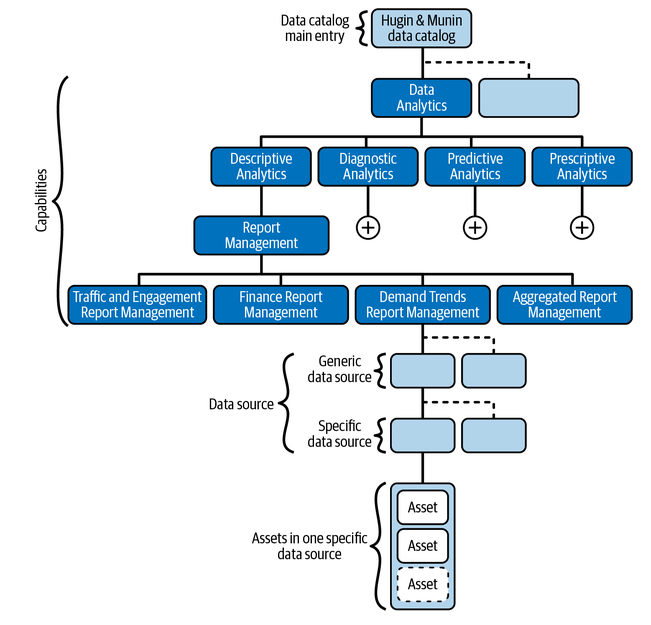 Data catalog
main entry
Hugin & Munin
data catalog
Data
Analytics
Capabilities
Descriptive
Analytics
Diagnostic
Analytics
Predictive
Analytics
Prescriptive
Analytics
Report
Management
Traffic and Engagement
Report Management
Finance Report
Management
Demand Trends
Report Management
Aggregated Report
Management
Generic
data source
Data source
Specific
data source
Assets in one specific
data source
Asset
Asset
Asset